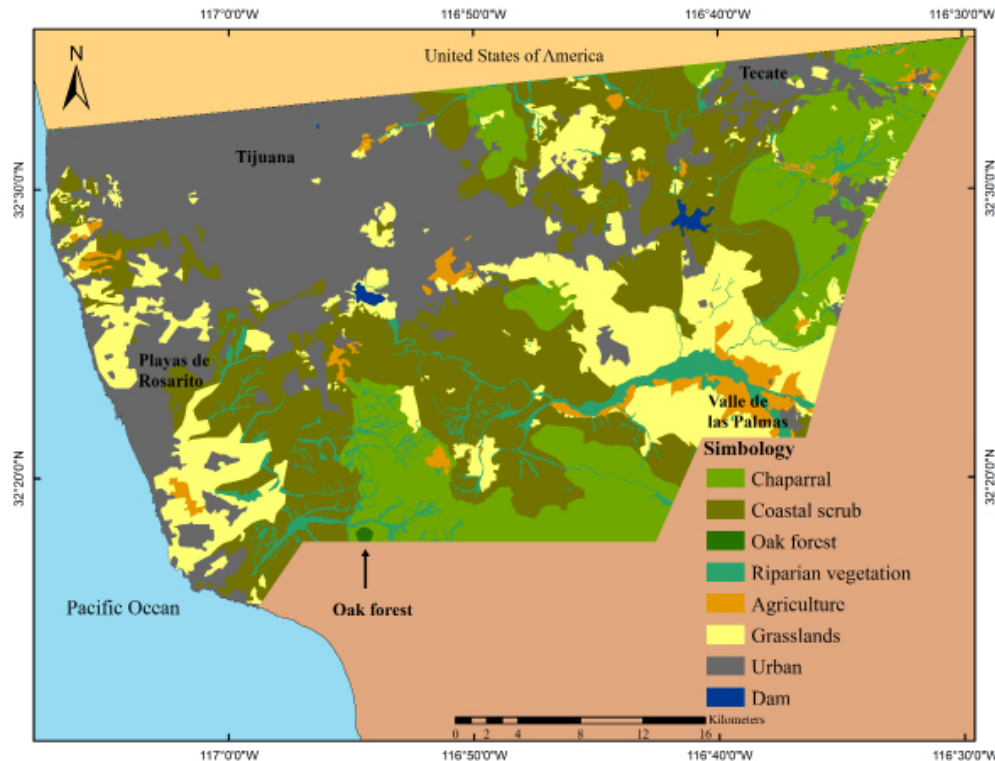 117°0'0"W
116°50'0"W
116°40'0"W
116°30'0"W
N
United States of America
Tecate
Tijuana
32°30'0"N
32°30'0"N
Playas de
Rosarito
Valle de
las Palmas
32°20'0"N
32°20'0"N
Simbology
Chaparral
Coastal scrub
Oak forest
Riparian vegetation
Agriculture
Grasslands
Urban
Dam
Pacific Occan
Oak forest
Kilometers
0 2 4 8 12 16
117°0'0"W
116°50'0"W
116°40'0"W
116°30'0"W